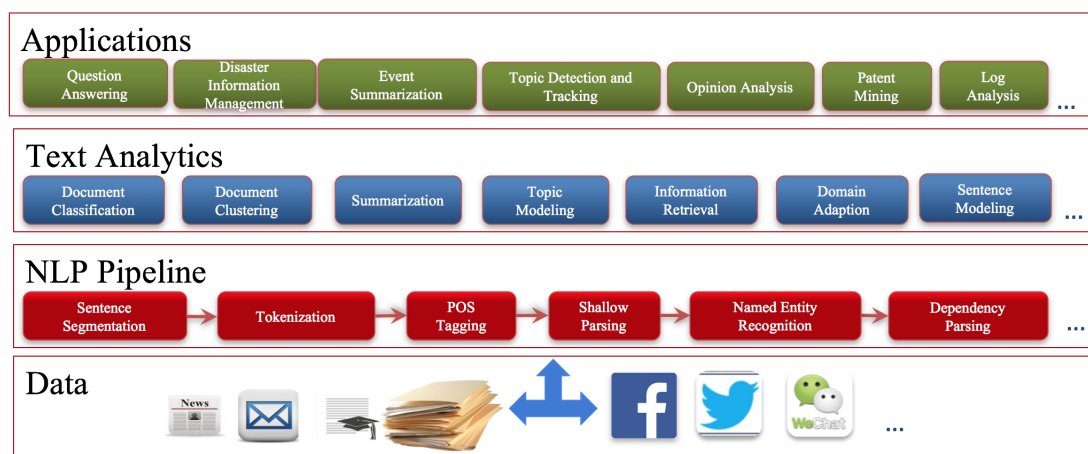 Applications
Question
Answering
Disaster
Information
Management
Event
Summarization
Topic Detection and
Tracking
Opinion Analysis
Patent
Mining
Log
Analysis
...
Text Analytics
Document
Classification
Document
Clustering
Summarization
Topic
Modeling
Information
Retrieval
Domain
Adaption
Sentence
Modeling
...
NLP Pipeline
Sentence
Segmentation
Tokenization
POS
Tagging
Shallow
Parsing
Named Entity
Recognition
Dependency
Parsing
...
Data
News
f
WeChat
...